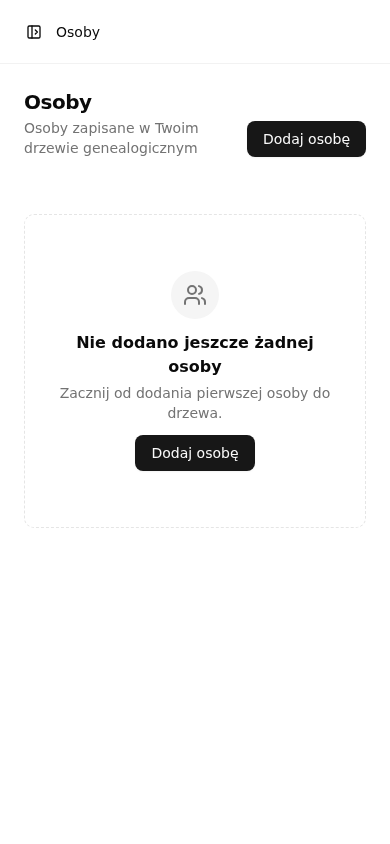 Osoby
Osoby
Osoby zapisane w Twoim
drzewie genealogicznym
Dodaj osobę
Nie dodano jeszcze żadnej
osoby
Zacznij od dodania pierwszej osoby do
drzewa.
Dodaj osobę